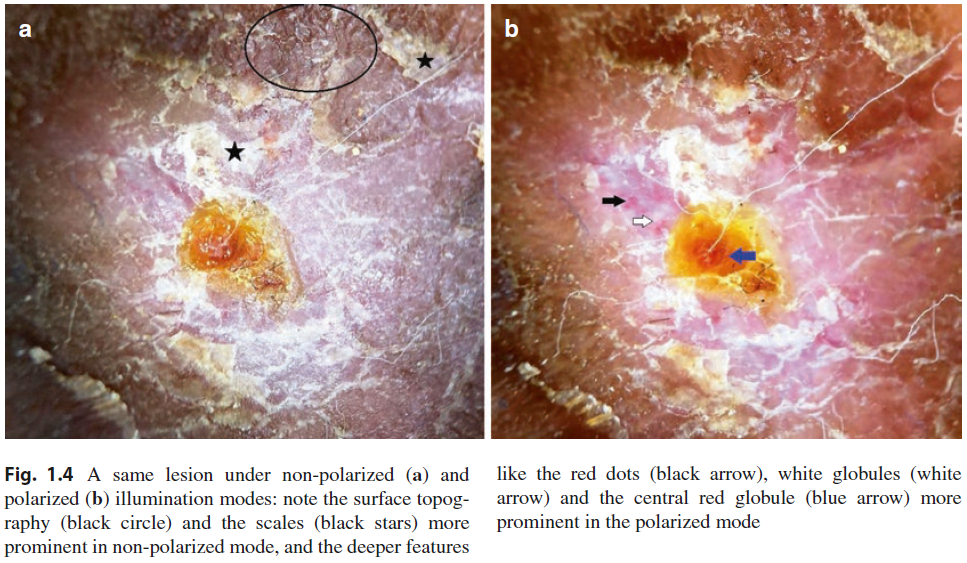 a
b
Fig. 1.4 A same lesion under non-polarized (a) and
polarized (b) illumination modes: note the surface topog-
raphy (black circle) and the scales (black stars) more
prominent in non-polarized mode, and the deeper features
like the red dots (black arrow), white globules (white
arrow) and the central red globule (blue arrow) more
prominent in the polarized mode